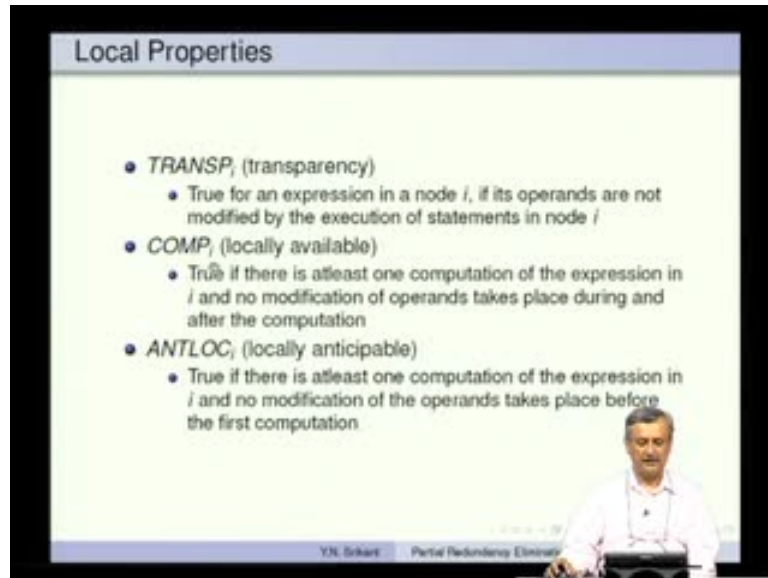 Local Properties
TRANSPᵢ (transparency)
True for an expression in a node i, if its operands are not
modified by the execution of statements in node i
COMPᵢ (locally available)
True if there is atleast one computation of the expression in
i and no modification of operands takes place during and
after the computation
ANTLOCᵢ (locally anticipable)
True if there is atleast one computation of the expression in
i and no modification of the operands takes place before
the first computation
Y.N. Srikant Partial Redundancy